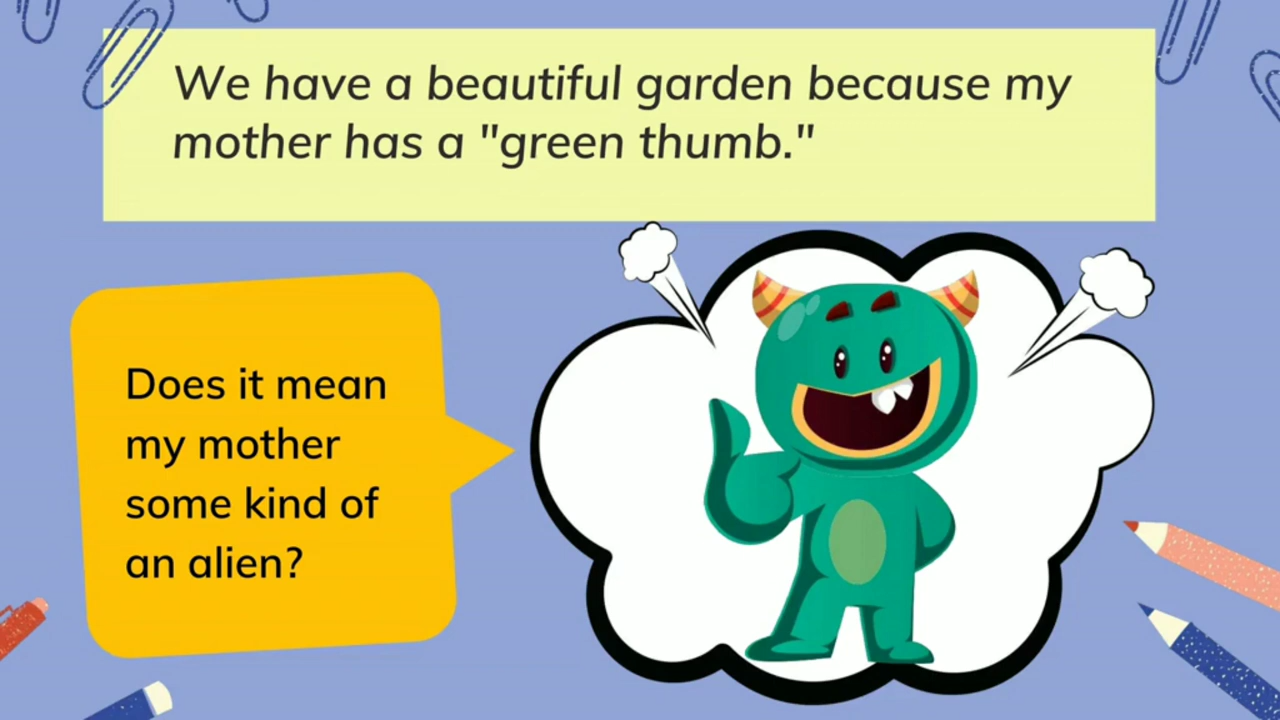 We have a beautiful garden because my
mother has a "green thumb."
Does it mean
my mother
some kind of
an alien?